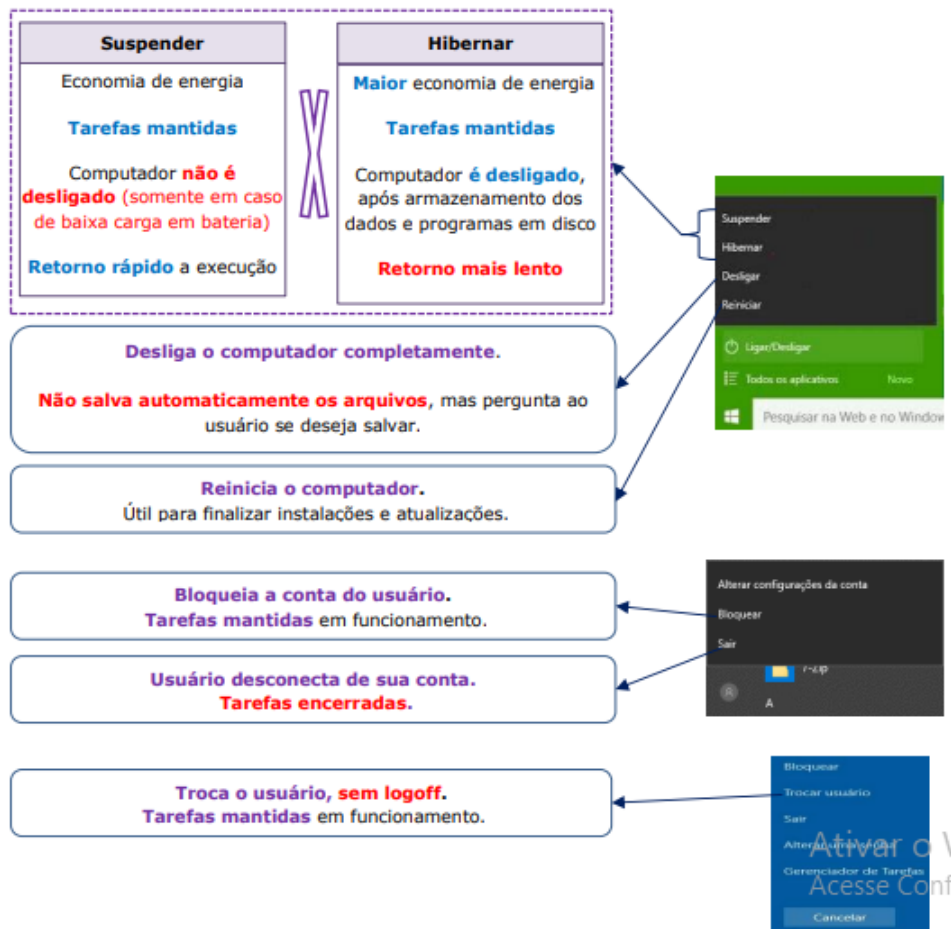 Suspender
Economia de energia
Tarefas mantidas
Computador não é
desligado (somente em caso
de baixa carga em bateria)
Retorno rápido a execução
X
Hibernar
Maior economia de energia
Tarefas mantidas
Computador é desligado,
após armazenamento dos
dados e programas em disco
Retorno mais lento
Suspender
Hibernar
Desligar
Reiniciar
Ligar/Desligar
Todos os aplicativos Novo
Pesquisar na Web e no Window
Desliga o computador completamente.
Não salva automaticamente os arquivos, mas pergunta ao
usuário se deseja salvar.
Reinicia o computador.
Útil para finalizar instalações e atualizações.
Bloqueia a conta do usuário.
Tarefas mantidas em funcionamento.
Usuário desconecta de sua conta.
Tarefas encerradas.
Alterar configurações da conta
Bloquear
Sair
7-Zip
A
Troca o usuário, sem logoff.
Tarefas mantidas em funcionamento.
Bloquear
Trocar usuário
Sair
Alterar uma senha
Gerenciador de Tarefas
Cancelar
Ativar o
Acesse Conf